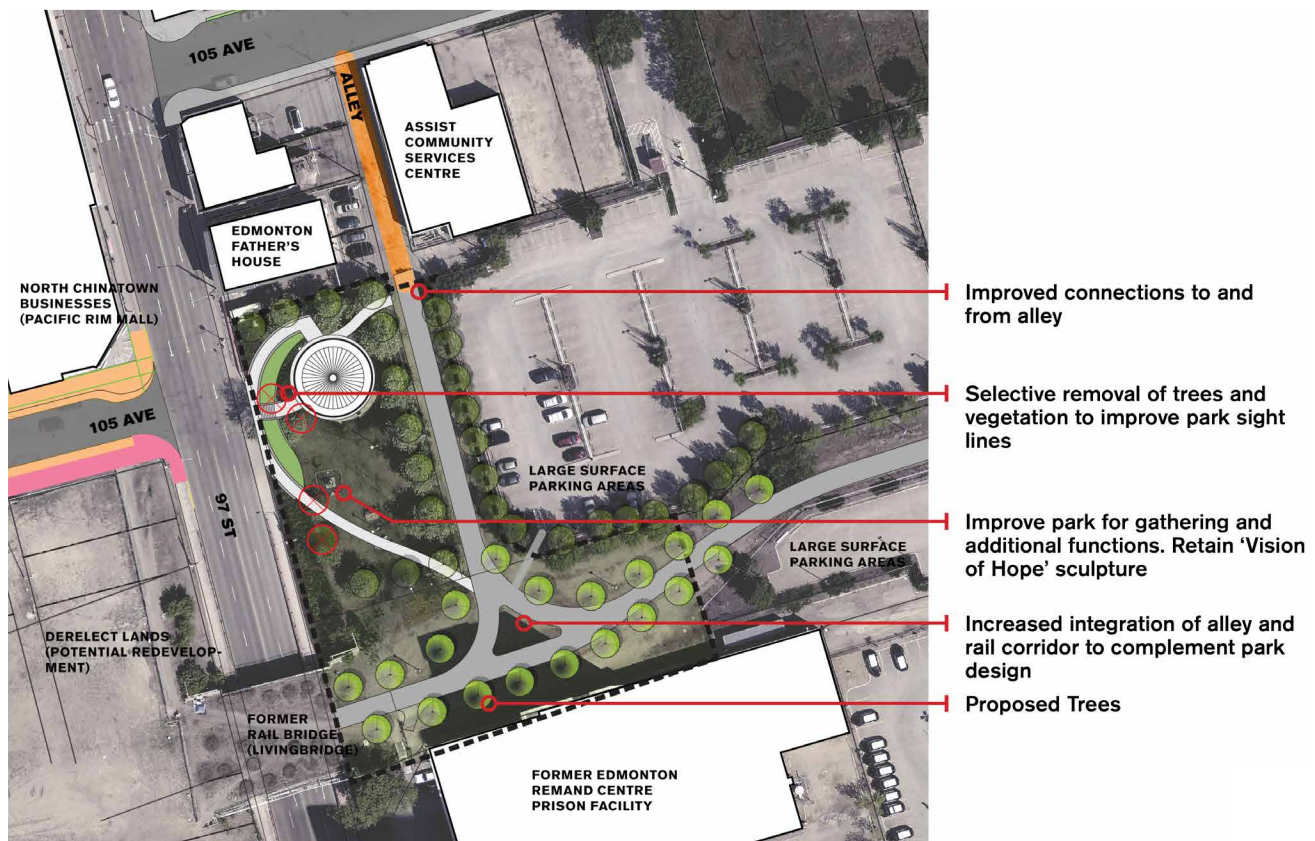 105 AVE
ALLEY
ASSIST
COMMUNITY
SERVICES
CENTRE
EDMONTON
FATHER'S
HOUSE
NORTH CHINATOWN
BUSINESSES
(PACIFIC RIM MALL)
105 AVE
97 ST
LARGE SURFACE
PARKING AREAS
LARGE SURFACE
PARKING AREAS
DERELECT LANDS
(POTENTIAL REDEVELOP-
MENT)
FORMER
RAIL BRIDGE
(LIVINGBRIDGE)
FORMER EDMONTON
REMAND CENTRE
PRISON FACILITY
Improved connections to and
from alley
Selective removal of trees and
vegetation to improve park sight
lines
Improve park for gathering and
additional functions. Retain ‘Vision
of Hope’ sculpture
Increased integration of alley and
rail corridor to complement park
design
Proposed Trees